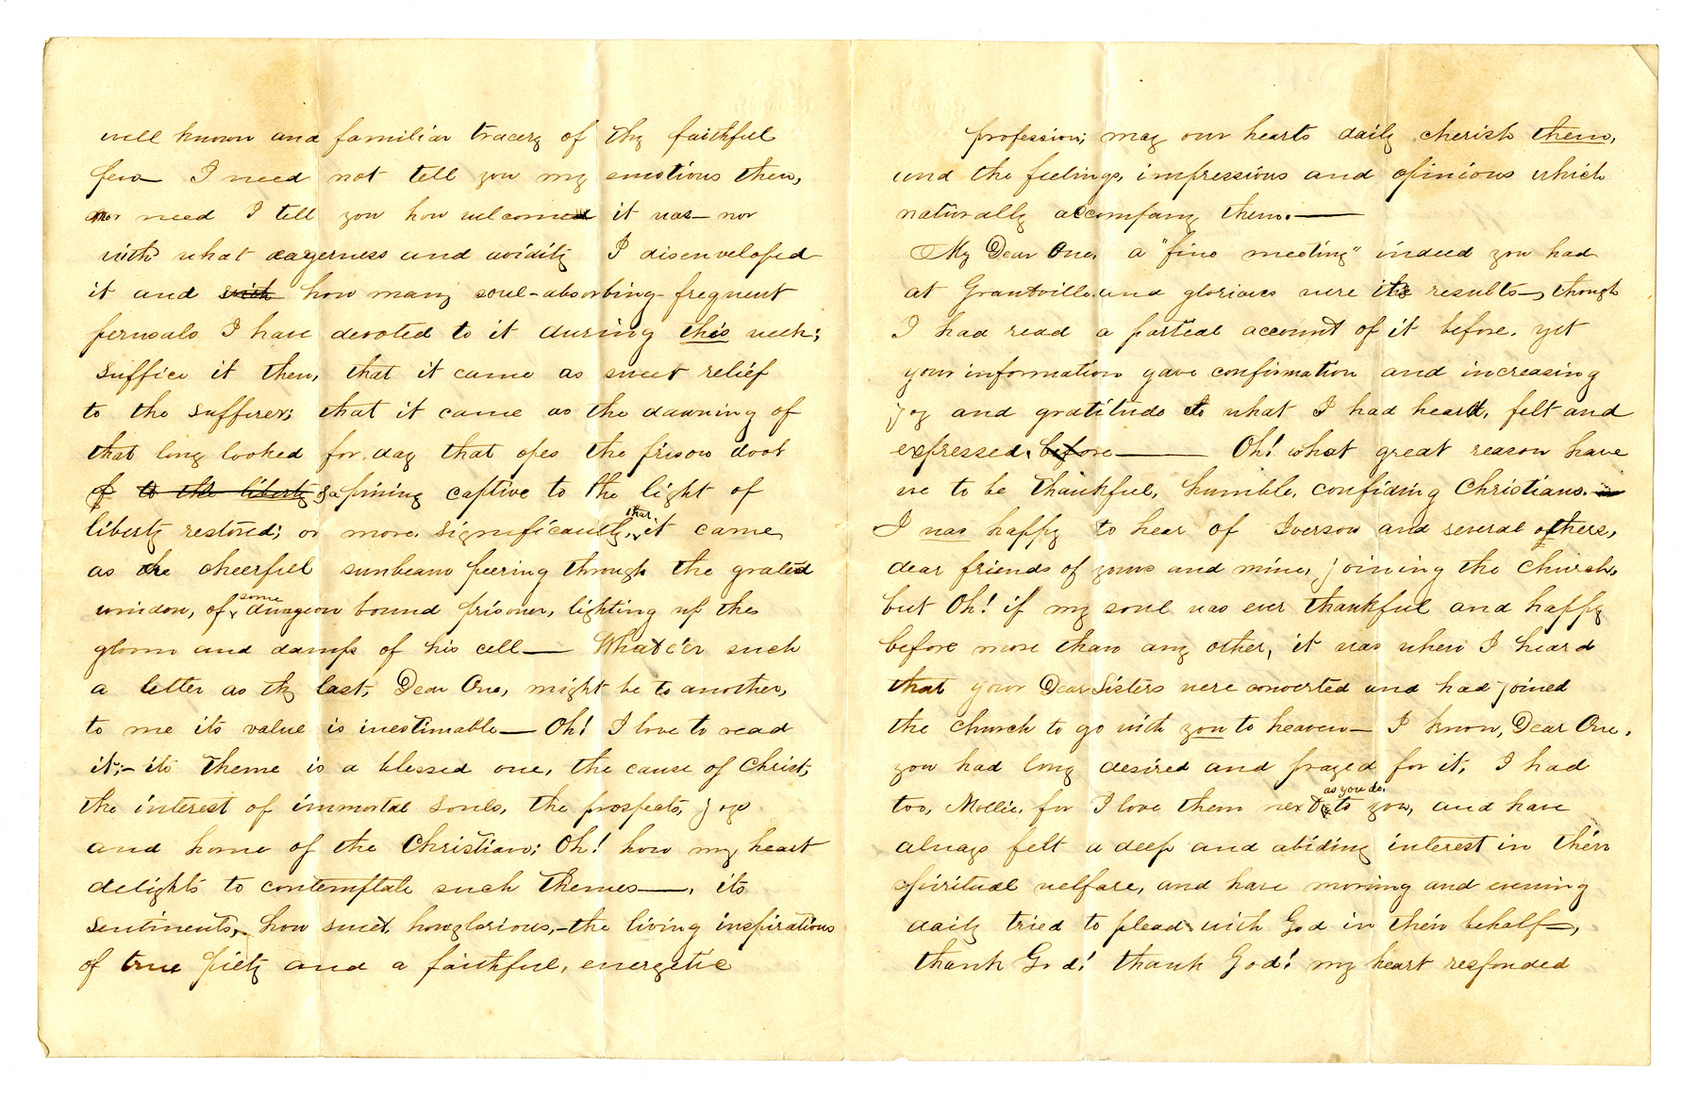 well known and familiar tracery of thy faithful
pen— I need not tell you my emotions then,
nor need I tell you how welcomed it was— nor
with what eagerness and avidity I disenveloped
it and with how many soul-absorbing frequent
perusals I have devoted to it during this week;
suffice it then, that it came as sweet relief
to the sufferer; that it came as the dawning of
that long looked for day that opes the prison door
of to the liberty a pining captive to the light of
liberty restored; or more significantly, that it came
as the cheerful sunbeam peering through the grated
window, of some dungeon bound prisoner, lighting up the
gloom and damps of his cell— Whate'er such
a letter as thy last, Dear One, might be to another,
to me its value is inestimable— Oh! I love to read
it;– its theme is a blessed one, the cause of Christ,
the interest of immortal souls, the prospects, joys
and home of the Christian; Oh! how my heart
delights to contemplate such themes—, its
sentiments, how sweet, how glorious,–the living inspirations
of true piety and a faithful, energetic
profession; may our hearts daily cherish them,
and the feelings, impressions and opinions which
naturally accompany them.—
My Dear One, a "fine meeting" indeed you had
at Grantville and glorious were its results—, though
I had read a partial account of it before, yet
your information gave confirmation and increasing
joy and gratitude to what I had heard, felt and
expressed, before— Oh! what great reason have
we to be thankful, humble, confiding Christians.
I was happy to hear of Iverson and several others,
dear friends of yours and mine, joining the Church,
but Oh! if my soul was ever thankful and happy
before more than any other, it was when I heard
that your Dear Sisters were converted and had joined
the Church to go with you to heaven— I know, Dear One,
you had long desired and prayed for it, I had
too, Mollie, for I love them as you do, next to you, and have
always felt a deep and abiding interest in their
spiritual welfare, and have morning and evening
daily tried to plead with God in their behalf—,
thank God! thank God! my heart responded